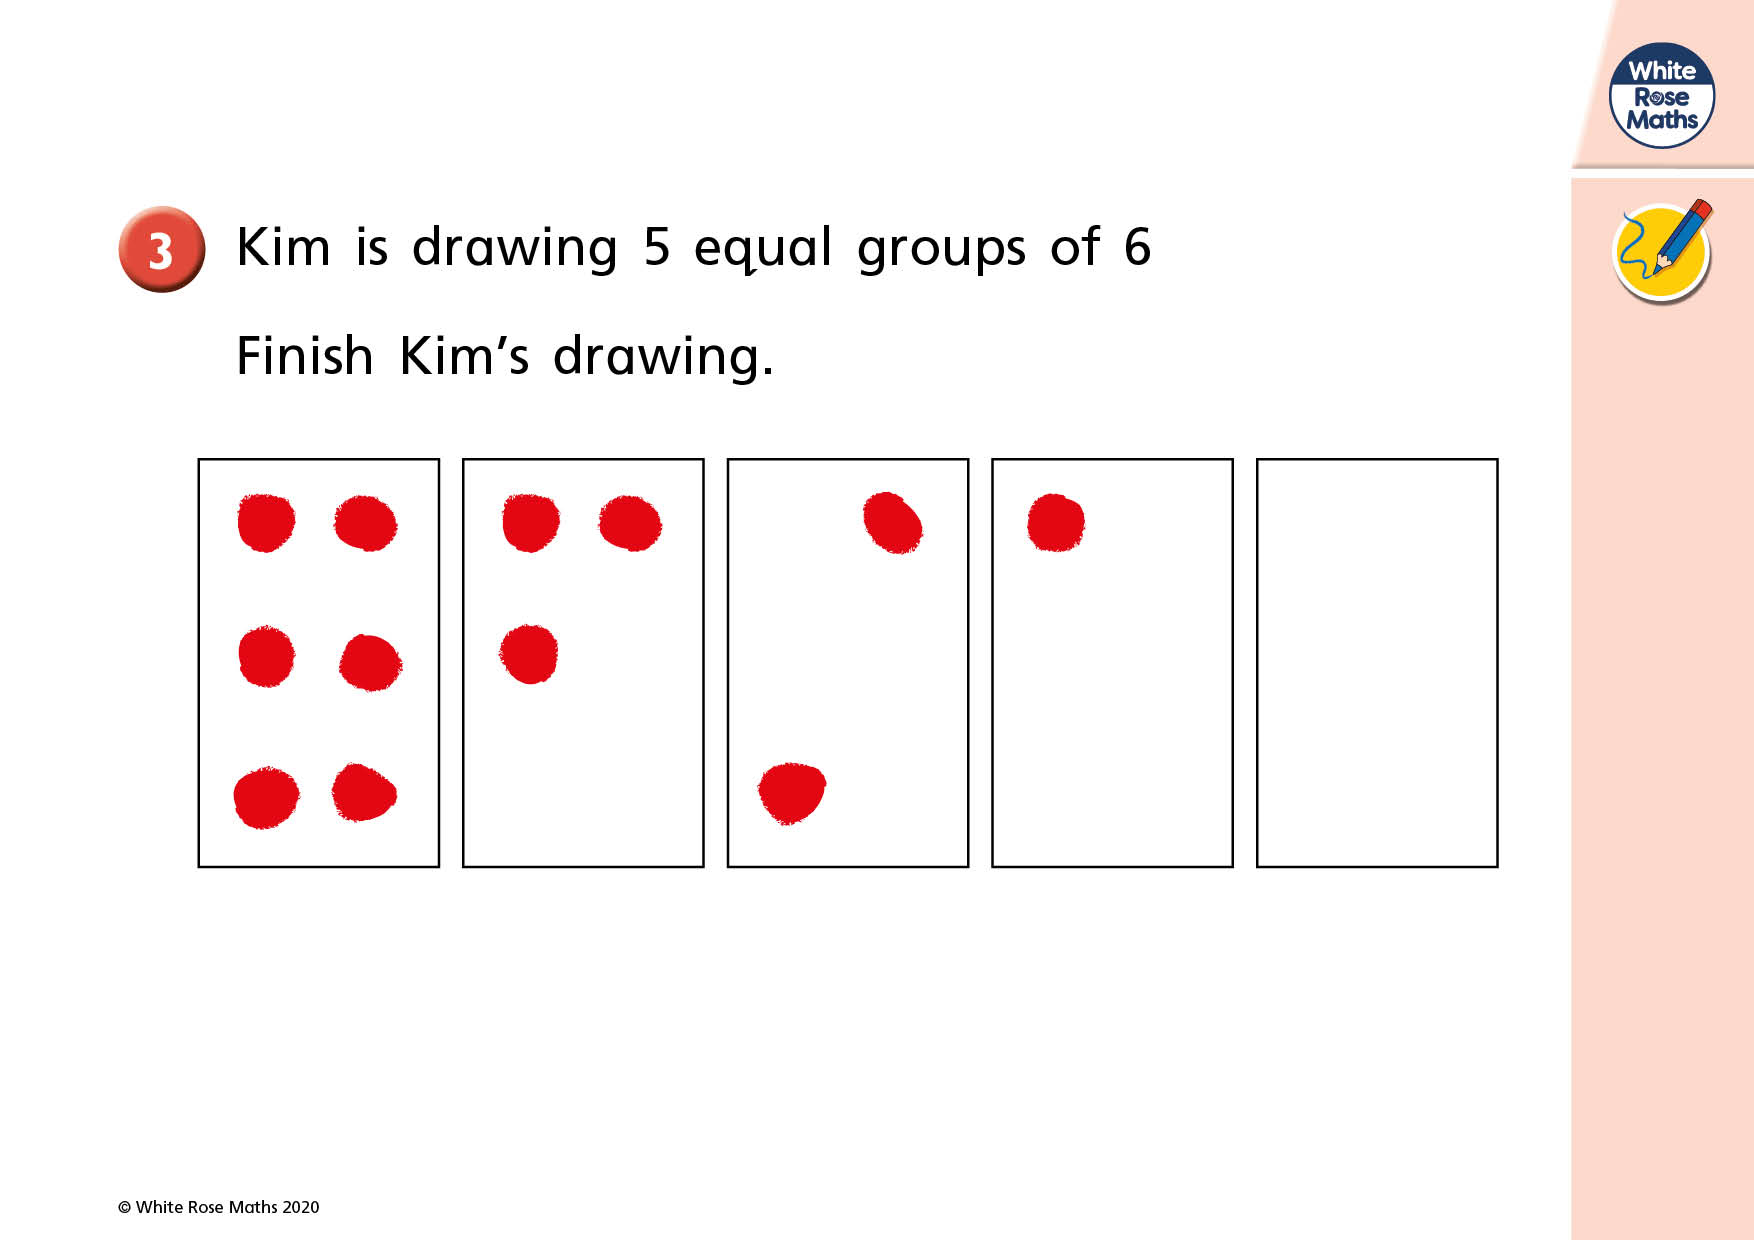 White
Rose
Maths
3 Kim is drawing 5 equal groups of 6
Finish Kim’s drawing.
© White Rose Maths 2020